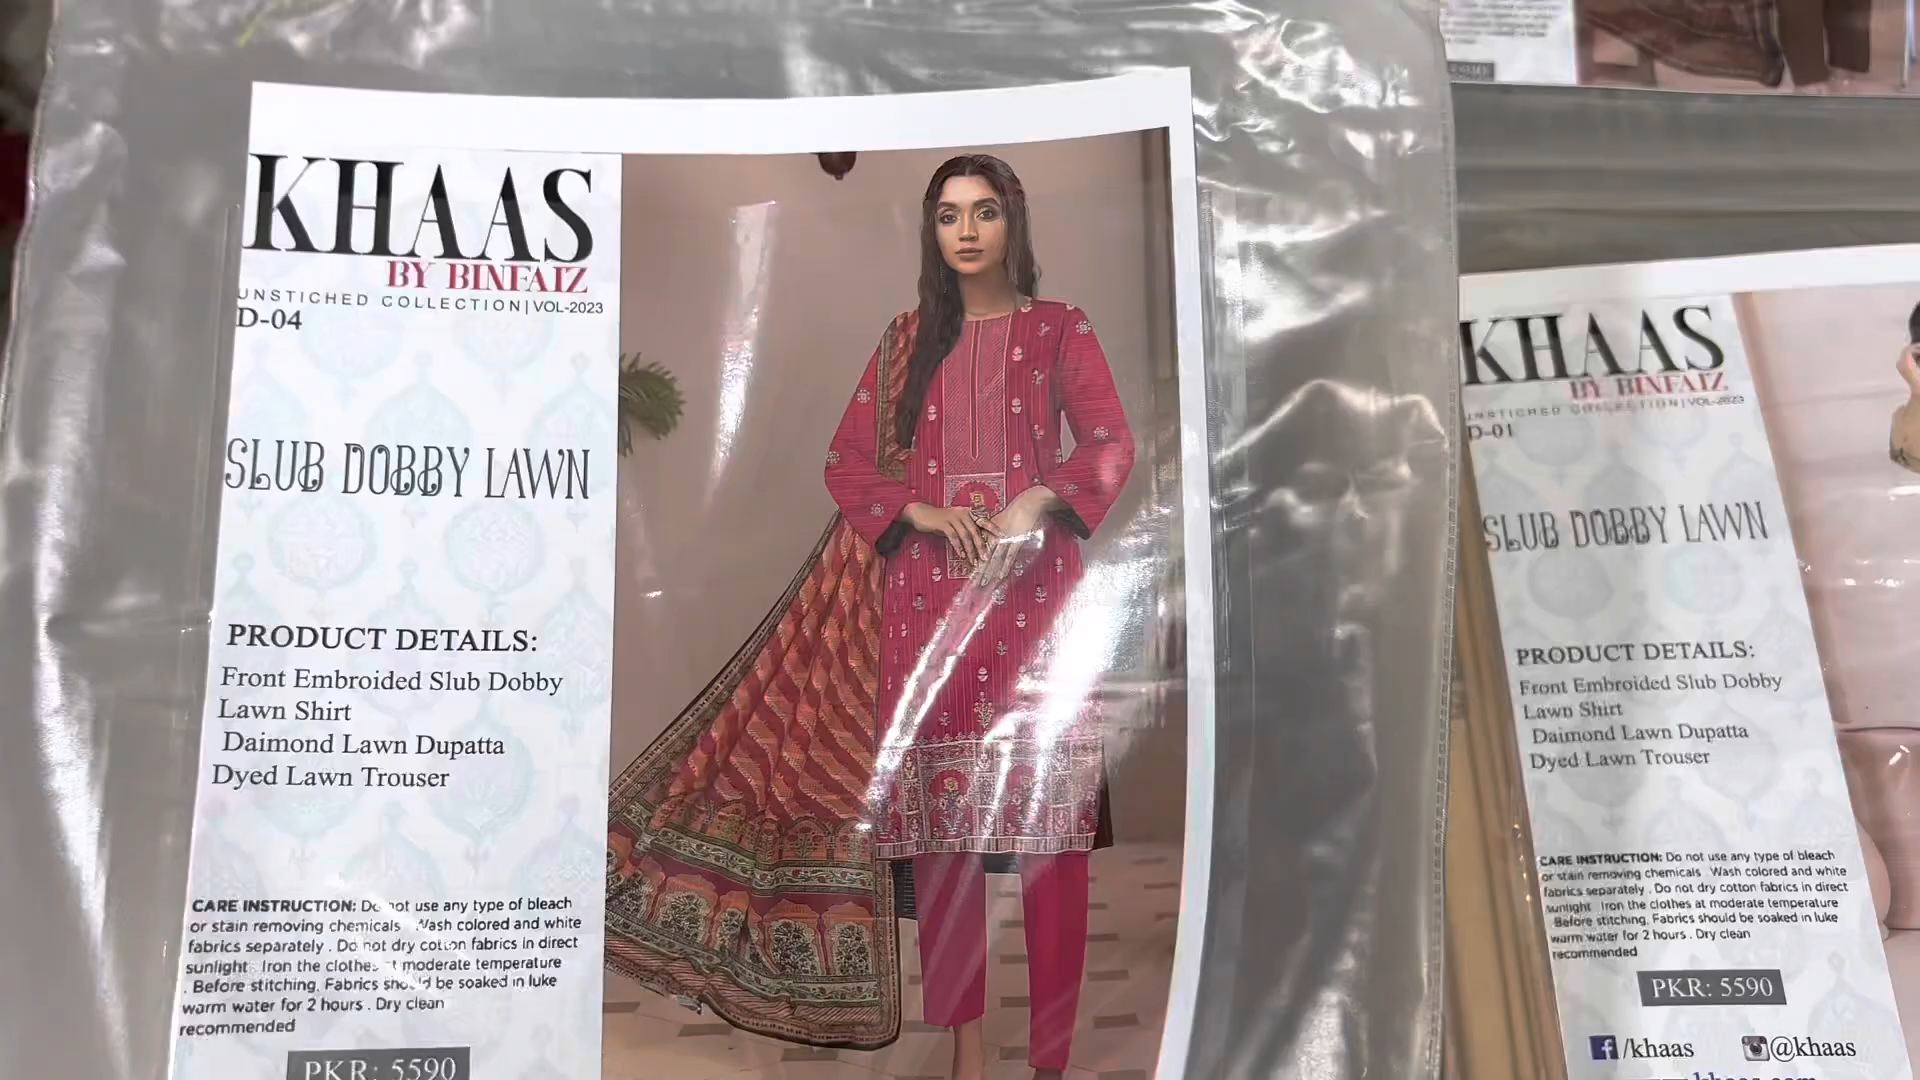 KHAAS
BY BINFAIZ
UNSTICHED COLLECTION|VOL-2023
D-04
SLUB DOBBY LAWN
PRODUCT DETAILS:
Front Embroided Slub Dobby
Lawn Shirt
Daimond Lawn Dupatta
Dyed Lawn Trouser
CARE INSTRUCTION: Do not use any type of bleach
or stain removing chemicals Wash colored and white
fabrics separately . Do not dry cotton fabrics in direct
sunlight Iron the clothes at moderate temperature
. Before stitching, Fabrics should be soaked in luke
warm water for 2 hours . Dry clean
recommended
PKR: 5590
KHAAS
BY BINFAIZ
UNSTICHED COLLECTION|VOL-2023
D-01
SLUB DOBBY LAWN
PRODUCT DETAILS:
Front Embroided Slub Dobby
Lawn Shirt
Daimond Lawn Dupatta
Dyed Lawn Trouser
CARE INSTRUCTION: Do not use any type of bleach
or stain removing chemicals Wash colored and white
fabrics separately . Do not dry cotton fabrics in direct
sunlight Iron the clothes at moderate temperature
. Before stitching, Fabrics should be soaked in luke
warm water for 2 hours . Dry clean
recommended
PKR: 5590
/khaas @khaas